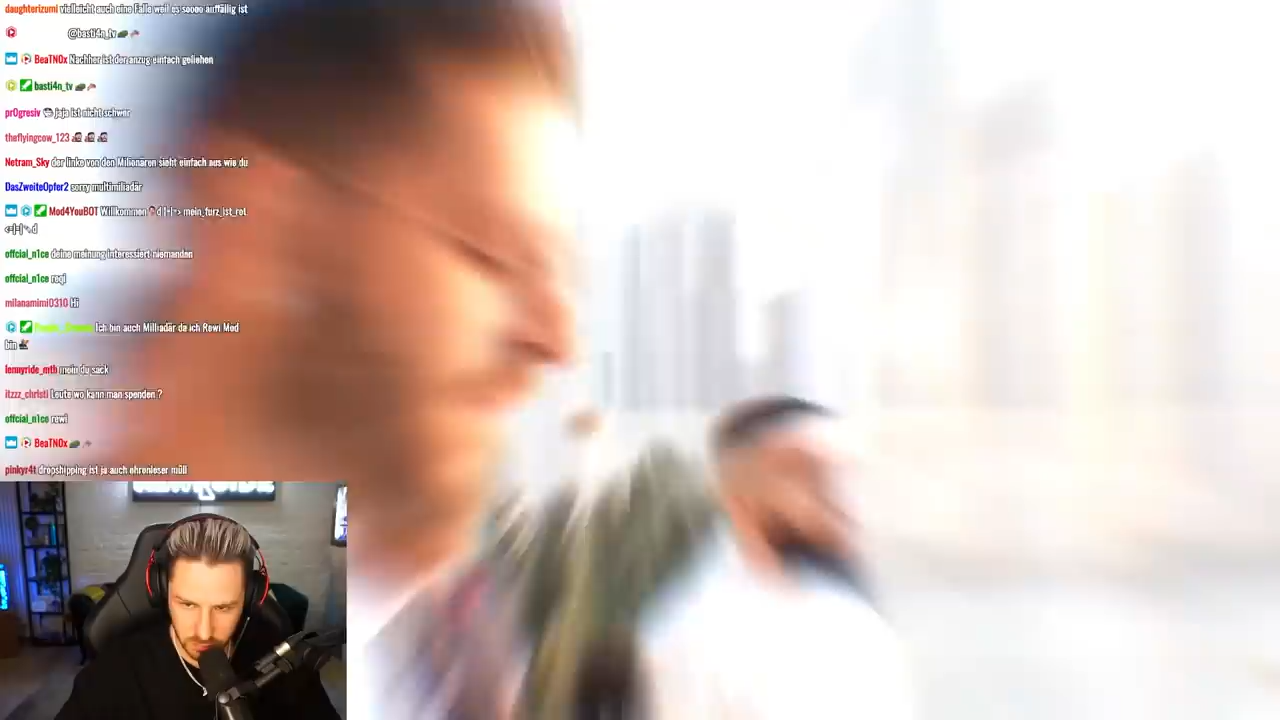 daughterizumi vielleicht auch eine Falle weil es soooo auffällig ist
@basti4n_tv
BeaTN0x Nachher ist der anzug einfach geliehen
basti4n_tv
pr0gresiv jaja ist nicht schwer
theflyingcow_123
Netram_Sky der linke von den Milionären sieht einfach aus wie du
DasZweiteOpfer2 sorry multimiliadär
Mod4YouBOT Willkommen mein_furz_ist_rot
offcial_n1ce deine meinung interessiert niemanden
offcial_n1ce reqi
milanamimi0310 Hi
Ich bin auch Milliadär da ich Rewi Mod
bin
lennyride_mtb mein du sack
itzzz_christi Leute wo kann man spenden ?
offcial_n1ce rewi
BeaTN0x
pinkyr4t dropshipping ist ja auch ehrenloser müll